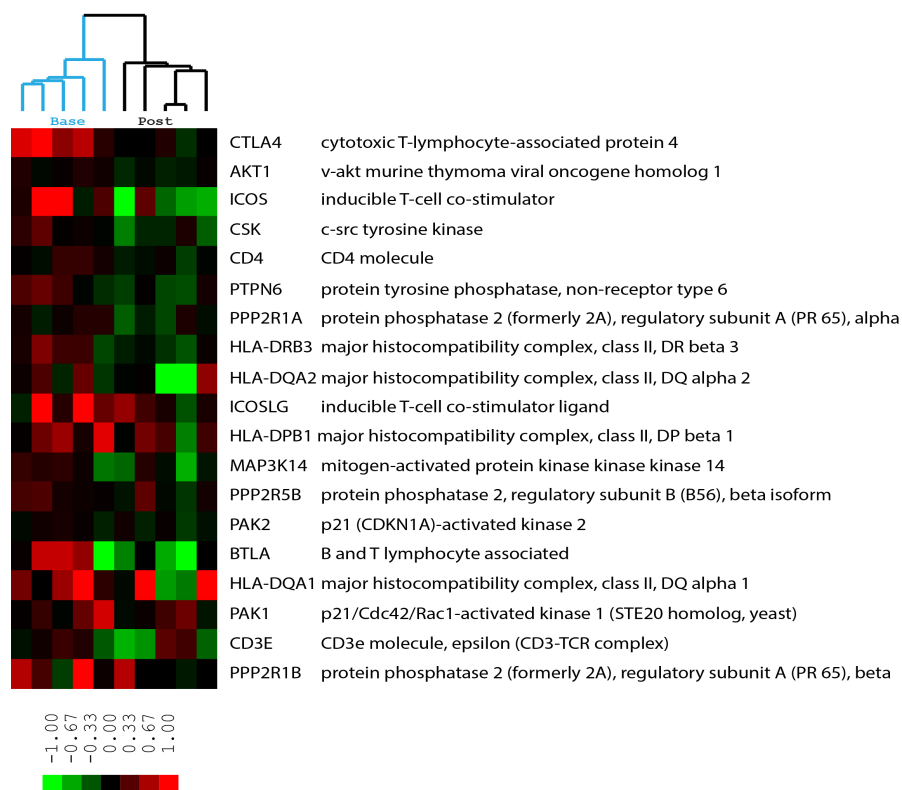 Base Post
CTLA4 cytotoxic T-lymphocyte-associated protein 4
AKT1 v-akt murine thymoma viral oncogene homolog 1
ICOS inducible T-cell co-stimulator
CSK c-src tyrosine kinase
CD4 CD4 molecule
PTPN6 protein tyrosine phosphatase, non-receptor type 6
PPP2R1A protein phosphatase 2 (formerly 2A), regulatory subunit A (PR 65), alpha
HLA-DRB3 major histocompatibility complex, class II, DR beta 3
HLA-DQA2 major histocompatibility complex, class II, DQ alpha 2
ICOSLG inducible T-cell co-stimulator ligand
HLA-DPB1 major histocompatibility complex, class II, DP beta 1
MAP3K14 mitogen-activated protein kinase kinase kinase 14
PPP2R5B protein phosphatase 2, regulatory subunit B (B56), beta isoform
PAK2 p21 (CDKN1A)-activated kinase 2
BTLA B and T lymphocyte associated
HLA-DQA1 major histocompatibility complex, class II, DQ alpha 1
PAK1 p21/Cdc42/Rac1-activated kinase 1 (STE20 homolog, yeast)
CD3E CD3e molecule, epsilon (CD3-TCR complex)
PPP2R1B protein phosphatase 2 (formerly 2A), regulatory subunit A (PR 65), beta
-1.00
-0.67
-0.33
0.00
0.33
0.67
1.00